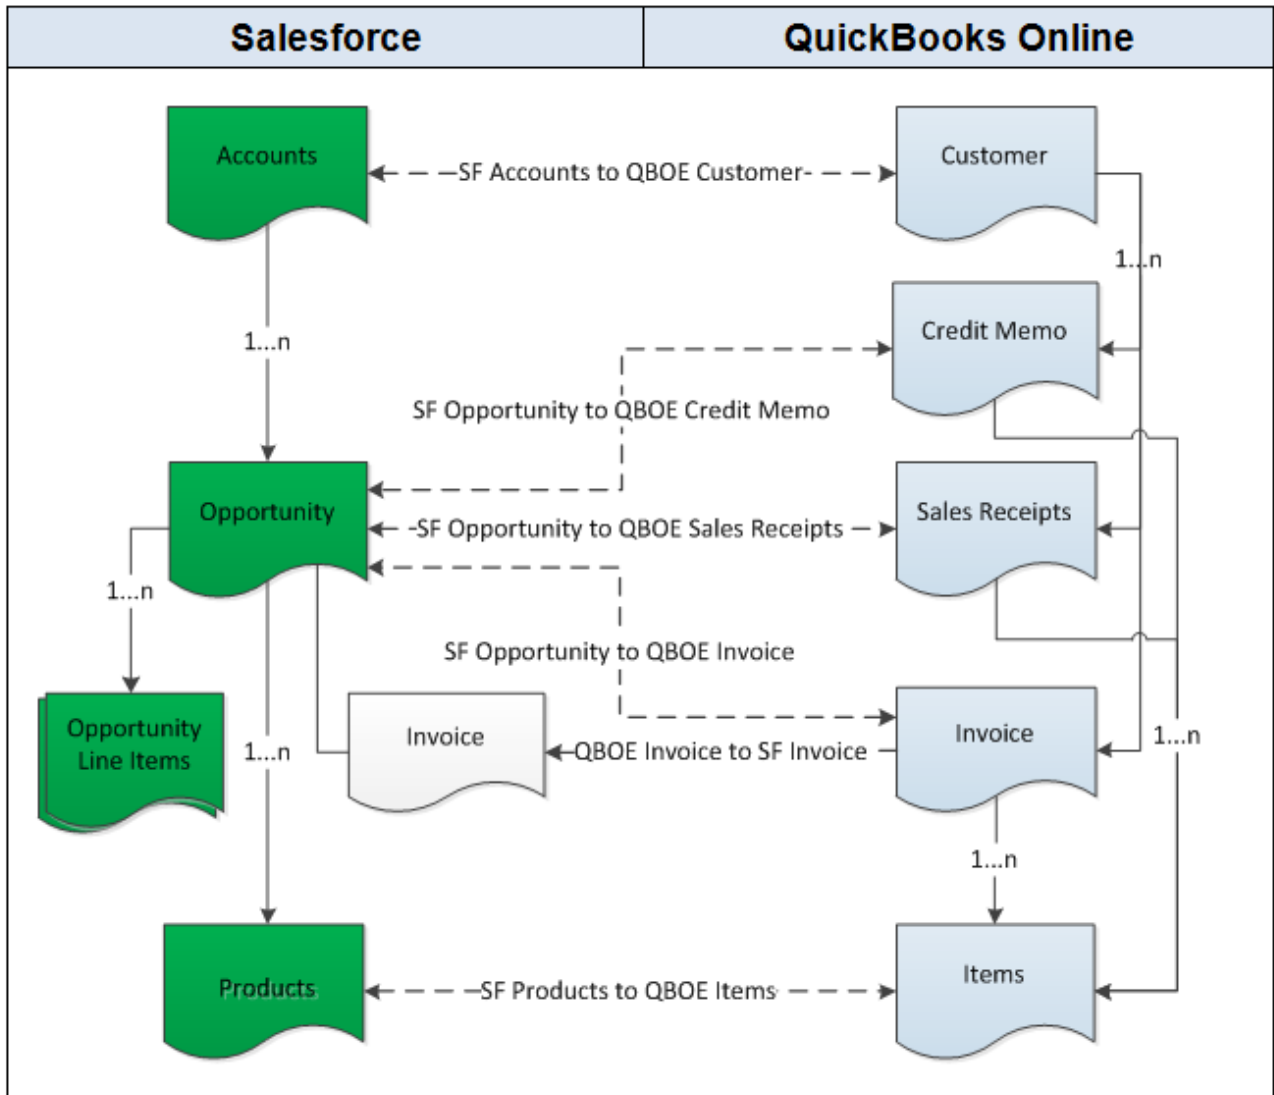 Salesforce
QuickBooks Online
Accounts
SF Accounts to QBOE Customer
Customer
1...n
Credit Memo
1...n
SF Opportunity to QBOE Credit Memo
Opportunity
SF Opportunity to QBOE Sales Receipts
Sales Receipts
1...n
SF Opportunity to QBOE Invoice
Opportunity
Line Items
1...n
Invoice
QBOE Invoice to SF Invoice
Invoice
1...n
1...n
Products
SF Products to QBOE Items
Items